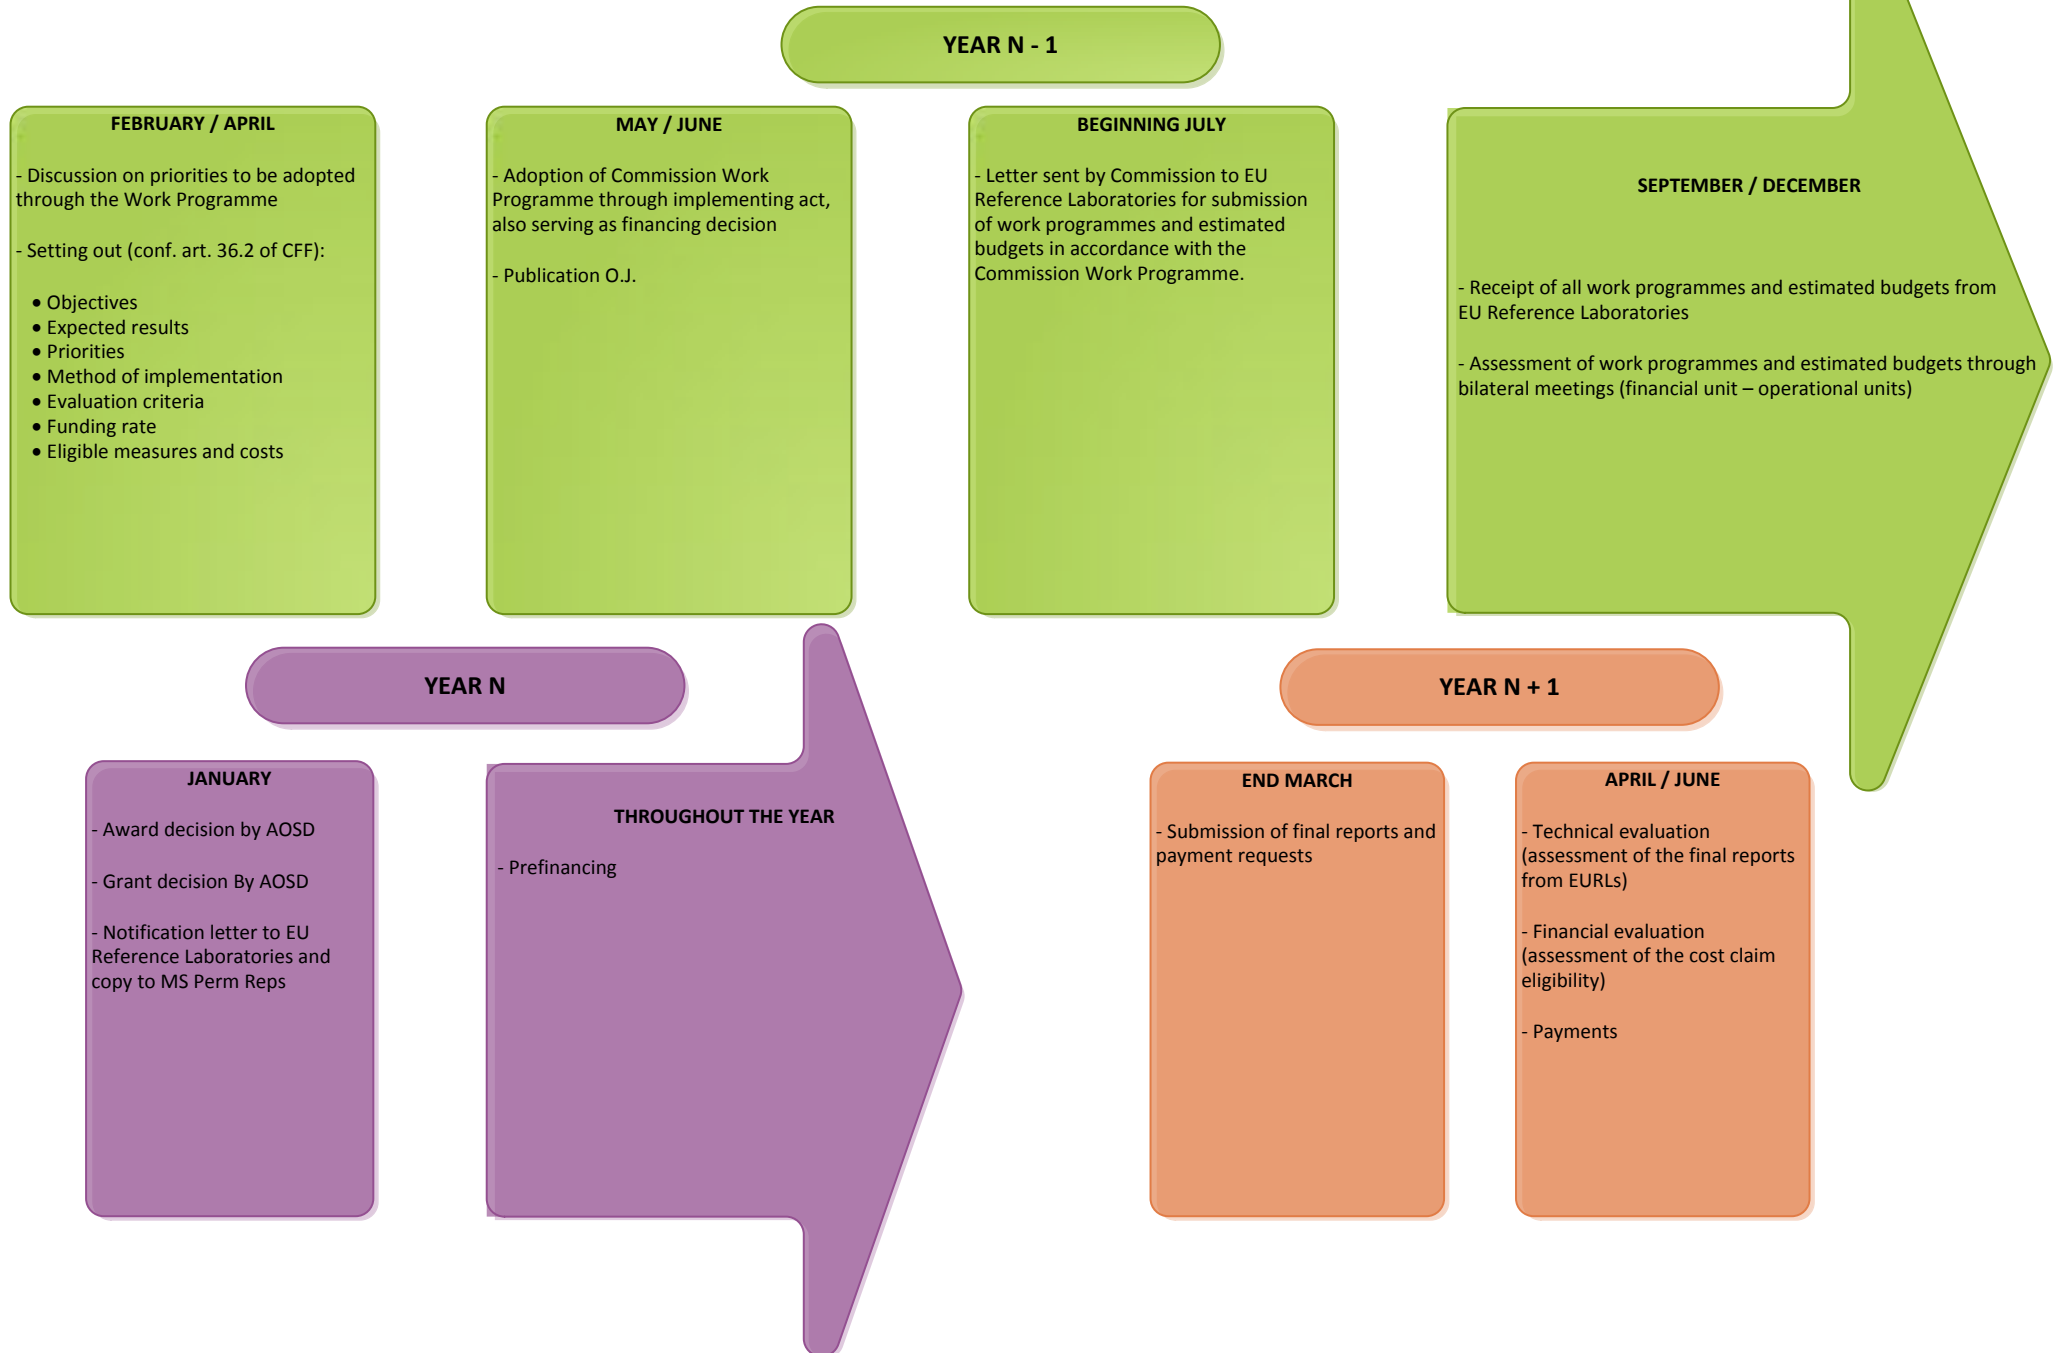 YEAR N - 1
FEBRUARY / APRIL
- Discussion on priorities to be adopted
through the Work Programme
- Setting out (conf. art. 36.2 of CFF):
• Objectives
• Expected results
• Priorities
• Method of implementation
• Evaluation criteria
• Funding rate
• Eligible measures and costs
MAY / JUNE
- Adoption of Commission Work
Programme through implementing act,
also serving as financing decision
- Publication O.J.
BEGINNING JULY
- Letter sent by Commission to EU
Reference Laboratories for submission
of work programmes and estimated
budgets in accordance with the
Commission Work Programme.
SEPTEMBER / DECEMBER
- Receipt of all work programmes and estimated budgets from
EU Reference Laboratories
- Assessment of work programmes and estimated budgets through
bilateral meetings (financial unit – operational units)
YEAR N
JANUARY
- Award decision by AOSD
- Grant decision By AOSD
- Notification letter to EU
Reference Laboratories and
copy to MS Perm Reps
THROUGHOUT THE YEAR
- Prefinancing
YEAR N + 1
END MARCH
- Submission of final reports and
payment requests
APRIL / JUNE
- Technical evaluation
(assessment of the final reports
from EURLs)
- Financial evaluation
(assessment of the cost claim
eligibility)
- Payments